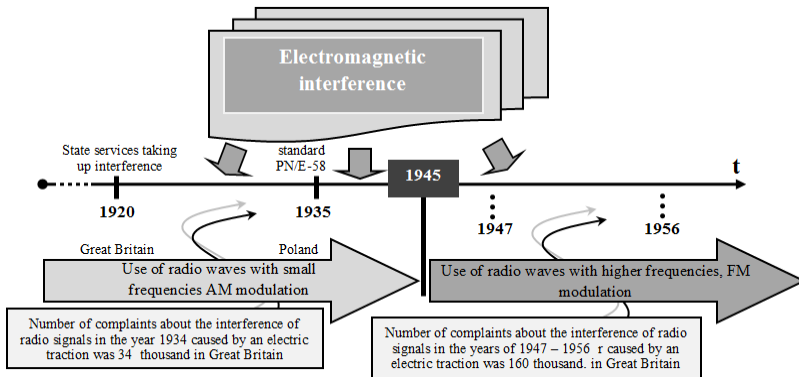 Electromagnetic
interference
State services taking
up interference
standard
PN/E-58
1945
t
1920
1935
1947
1956
Great Britain
Poland
Use of radio waves with small
frequencies AM modulation
Use of radio waves with higher frequencies, FM
modulation
Number of complaints about the interference of
radio signals in the year 1934 caused by an electric
traction was 34 thousand in Great Britain
Number of complaints about the interference of radio
signals in the years of 1947 – 1956 r caused by an
electric traction was 160 thousand. in Great Britain